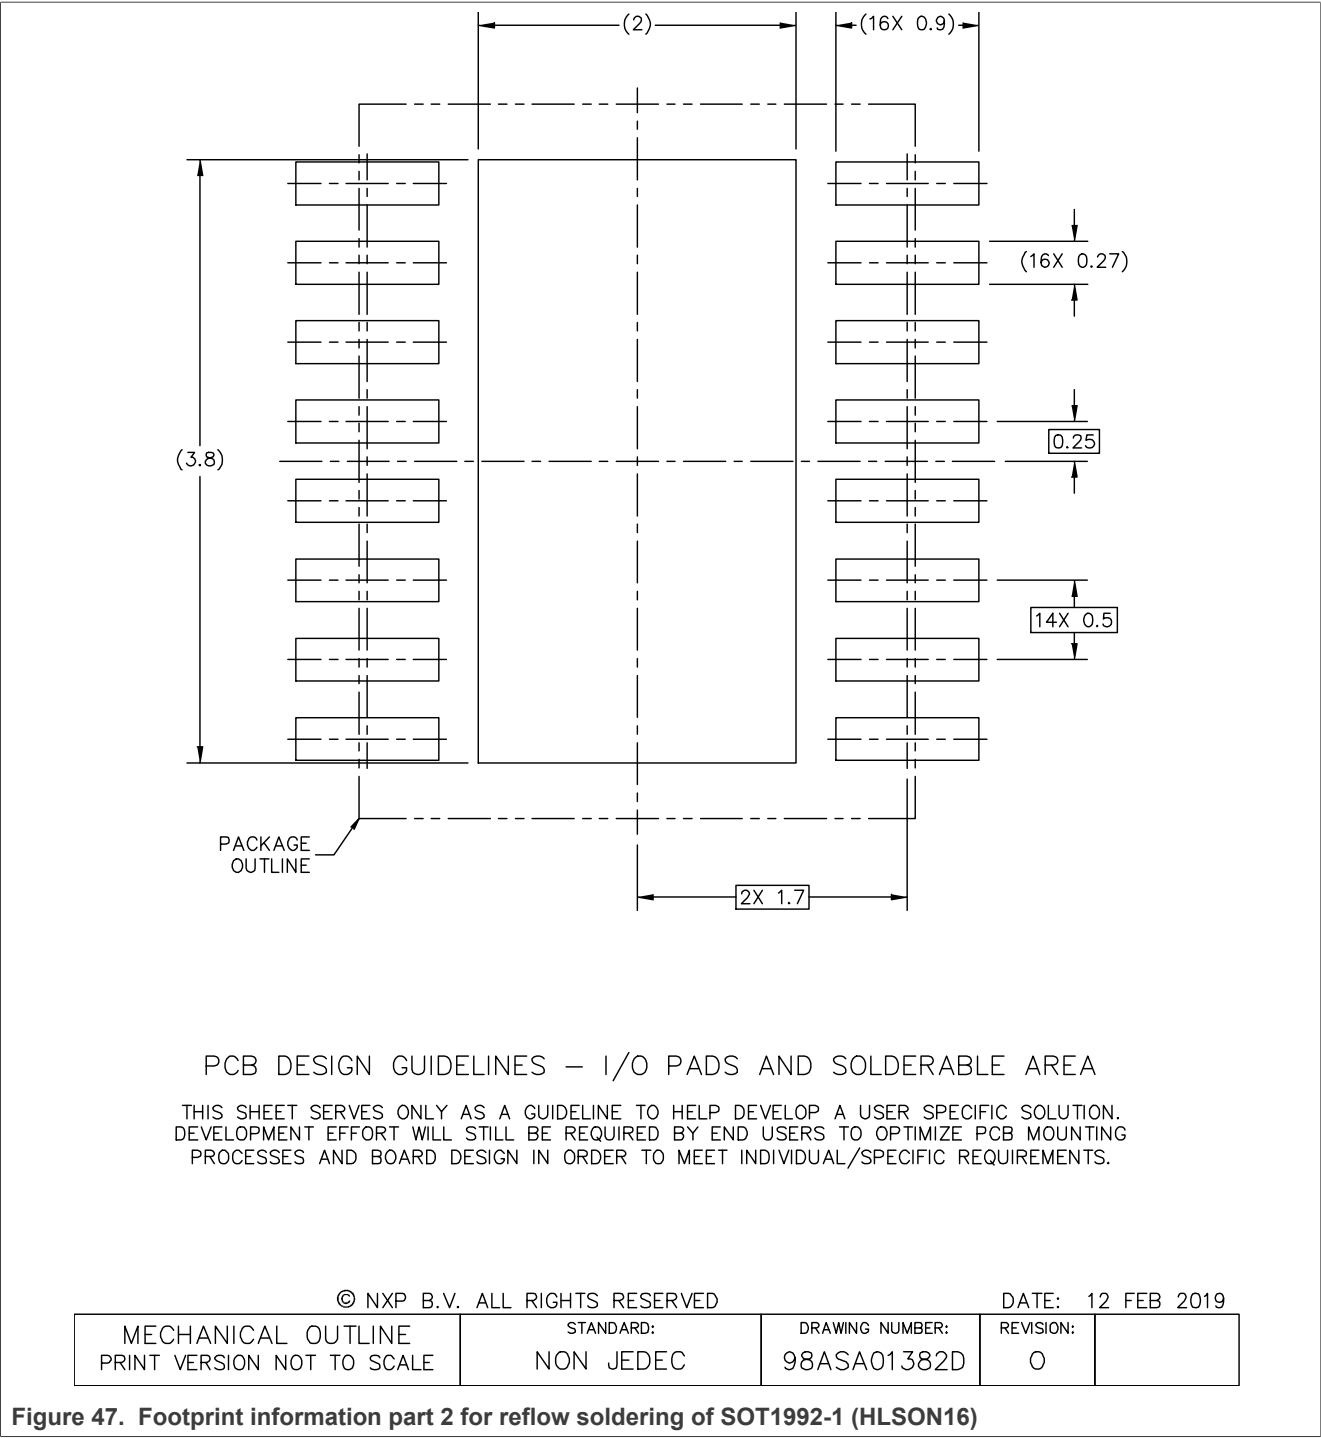 (2)
(16X 0.9)
(16X 0.27)
0.25
(3.8)
14X 0.5
PACKAGE
OUTLINE
2X 1.7
PCB DESIGN GUIDELINES – I/O PADS AND SOLDERABLE AREA
THIS SHEET SERVES ONLY AS A GUIDELINE TO HELP DEVELOP A USER SPECIFIC SOLUTION.
DEVELOPMENT EFFORT WILL STILL BE REQUIRED BY END USERS TO OPTIMIZE PCB MOUNTING
PROCESSES AND BOARD DESIGN IN ORDER TO MEET INDIVIDUAL/SPECIFIC REQUIREMENTS.
© NXP B.V. ALL RIGHTS RESERVED
DATE: 12 FEB 2019
MECHANICAL OUTLINE
PRINT VERSION NOT TO SCALE
STANDARD:
NON JEDEC
DRAWING NUMBER:
98ASA01382D
REVISION:
O
Figure 47. Footprint information part 2 for reflow soldering of SOT1992-1 (HLSON16)